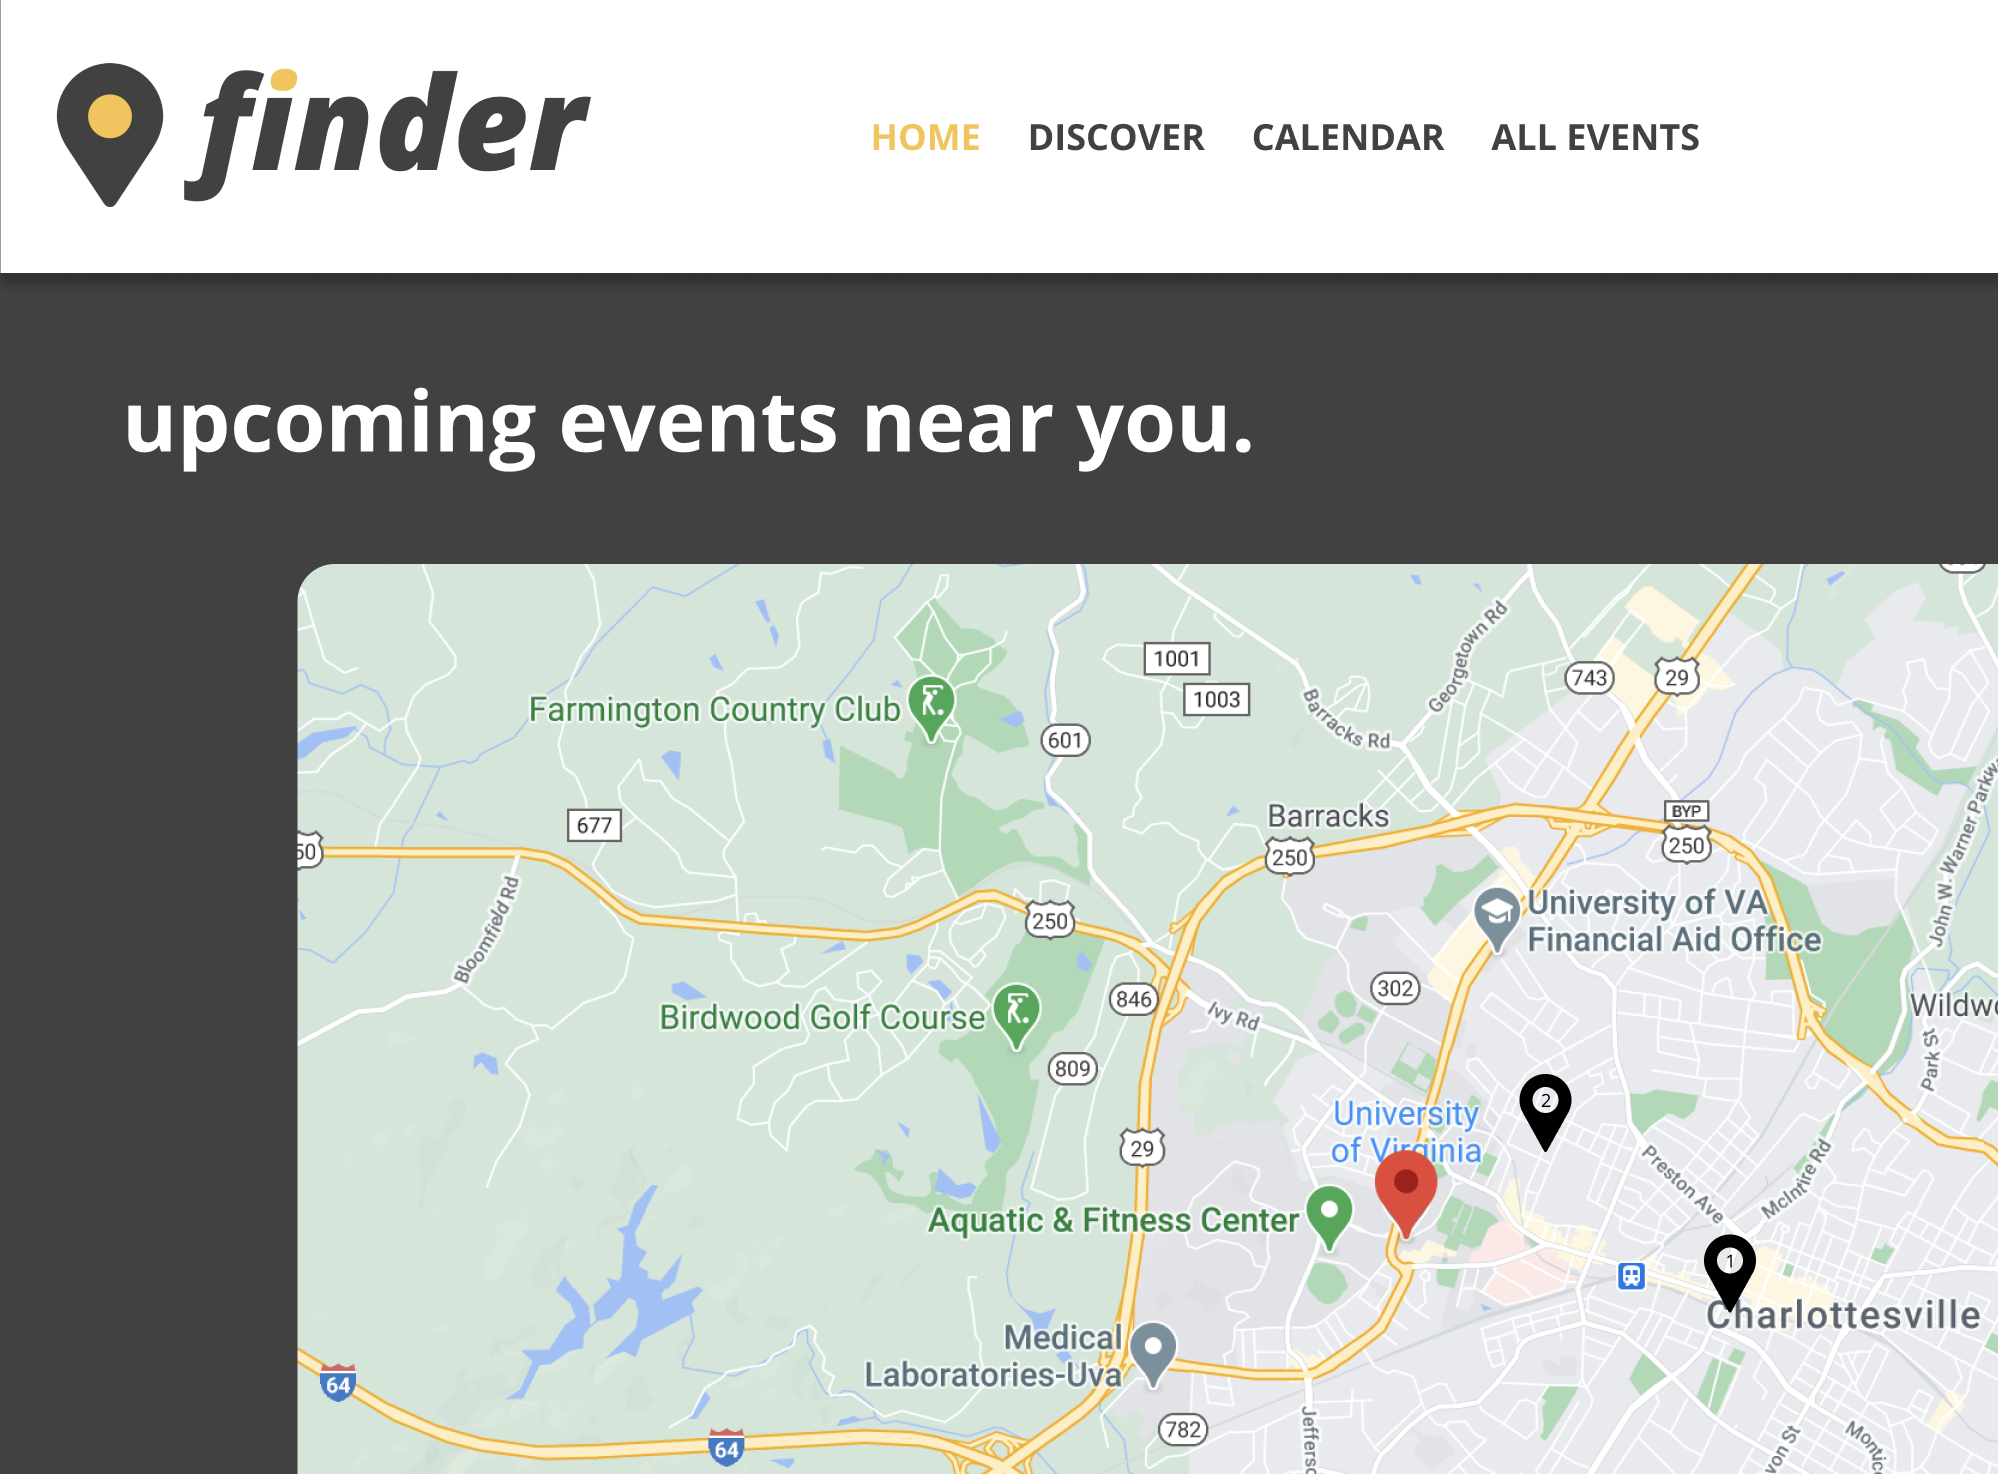 finder
HOME DISCOVER CALENDAR ALL EVENTS
upcoming events near you.
1001
1003
Georgetown Rd
743
29
Farmington Country Club
601
Barracks Rd
677
Barracks
BYP
250
250
50
John W. Warner Parkw
Bloomfield Rd
250
University of VA
Financial Aid Office
302
846
Ivy Rd
Wildw
Birdwood Golf Course
Park St
809
2
University
of Virginia
29
Preston Ave
McIntire Rd
Aquatic & Fitness Center
1
Charlottesville
Medical
Laboratories-Uva
64
782
64
Jefferso
von St
Montic